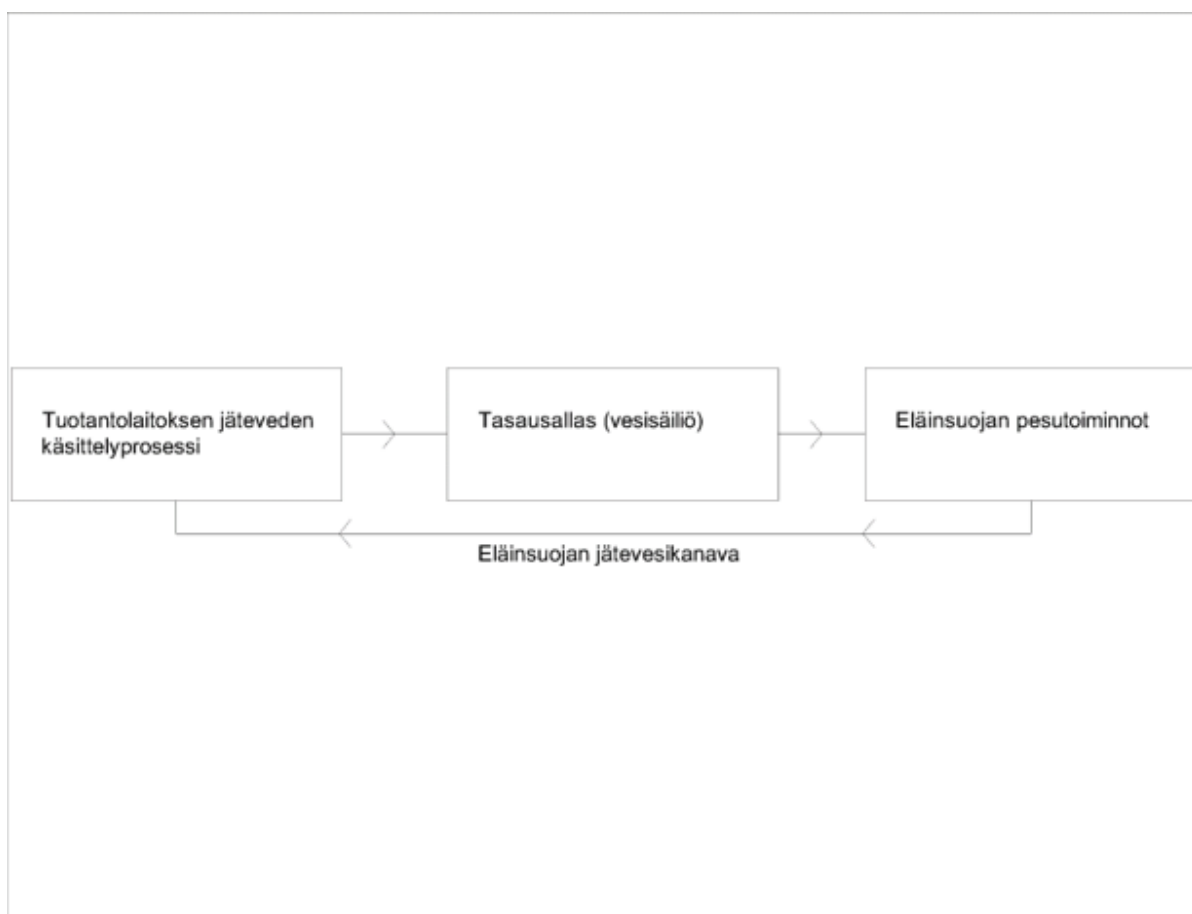 Tuotantolaitoksen jäteveden
käsittelyprosessi
Tasausallas (vesisäiliö)
Eläinsuojan pesutoiminnot
Eläinsuojan jätevesikanava